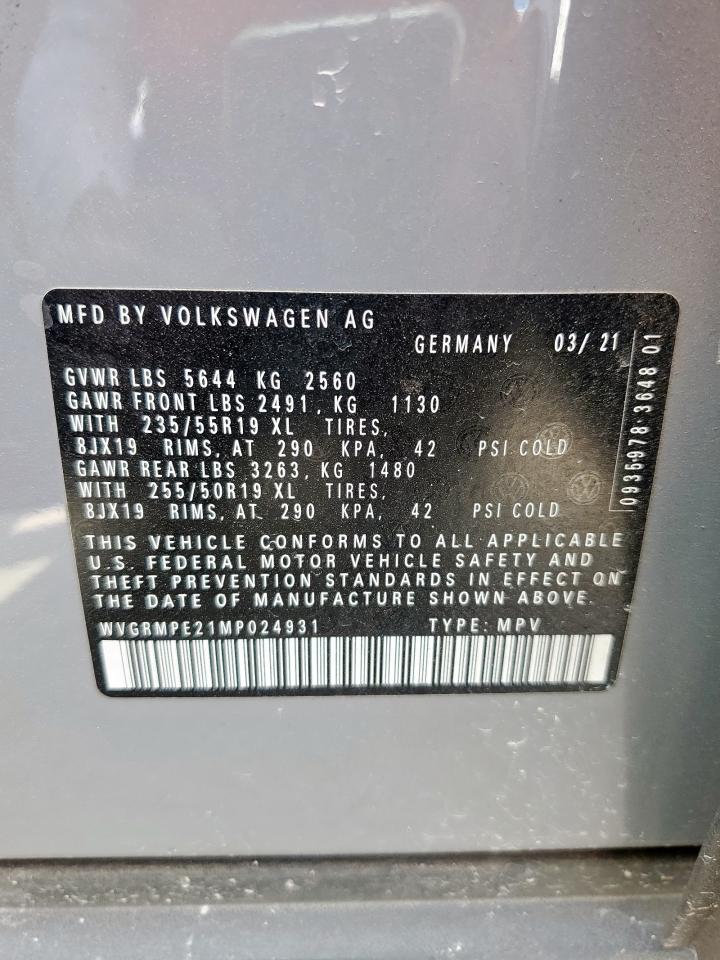 MFD BY VOLKSWAGEN AG
GERMANY 03/ 21
GVWR LBS 5644 KG 2560
GAWR FRONT LBS 2491, KG 1130
WITH 235/55R19 XL TIRES,
8JX19 RIMS, AT 290 KPA, 42 PSI COLD
GAWR REAR LBS 3263, KG 1480
WITH 255/50R19 XL TIRES,
8JX19 RIMS, AT 290 KPA, 42 PSI COLD
THIS VEHICLE CONFORMS TO ALL APPLICABLE
U.S. FEDERAL MOTOR VEHICLE SAFETY AND
THEFT PREVENTION STANDARDS IN EFFECT ON
THE DATE OF MANUFACTURE SHOWN ABOVE.
WVGRMPE21MP024931 TYPE: MPV
0936978 3648 01